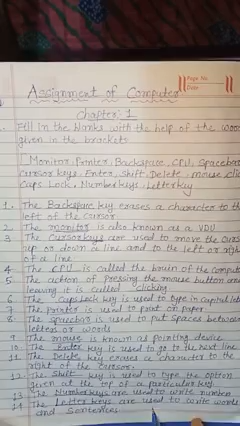 Page No
Date
Assignment of Computer
Chapter: 1
Fill in the blanks with the help of the words
given in the brackets
Monitor, Printer, Backspace, CPU, Spacebar
Cursor keys, Enter, Shift, Delete, mouse, clic
Caps Lock, Number keys, Letter key
1. The Backspace key erases a character to the
left of the cursor
2. The monitor is also known as a VDU
3 The Cursor keys are used to move the curs
up or down a line and to the left or righ
of a line
4 The CPU is called the brain of the compute
5. The action of pressing the mouse button and
leaving it is called clicking.
6 The Caps Lock key is used to type in capital lett
7. The printer is used to print on paper
8. The spacebar is used to put spaces between
letters or words
9 The mouse is known as pointing device
10. The Enter key is used to go to the next line
11. The Delete key erases a character to the
right of the cursor.
12. The Shift key is used to type the option
given at the top of a particular key
13 The Number keys are used to write number
14 The Letter keys are used to write words
and Sentences